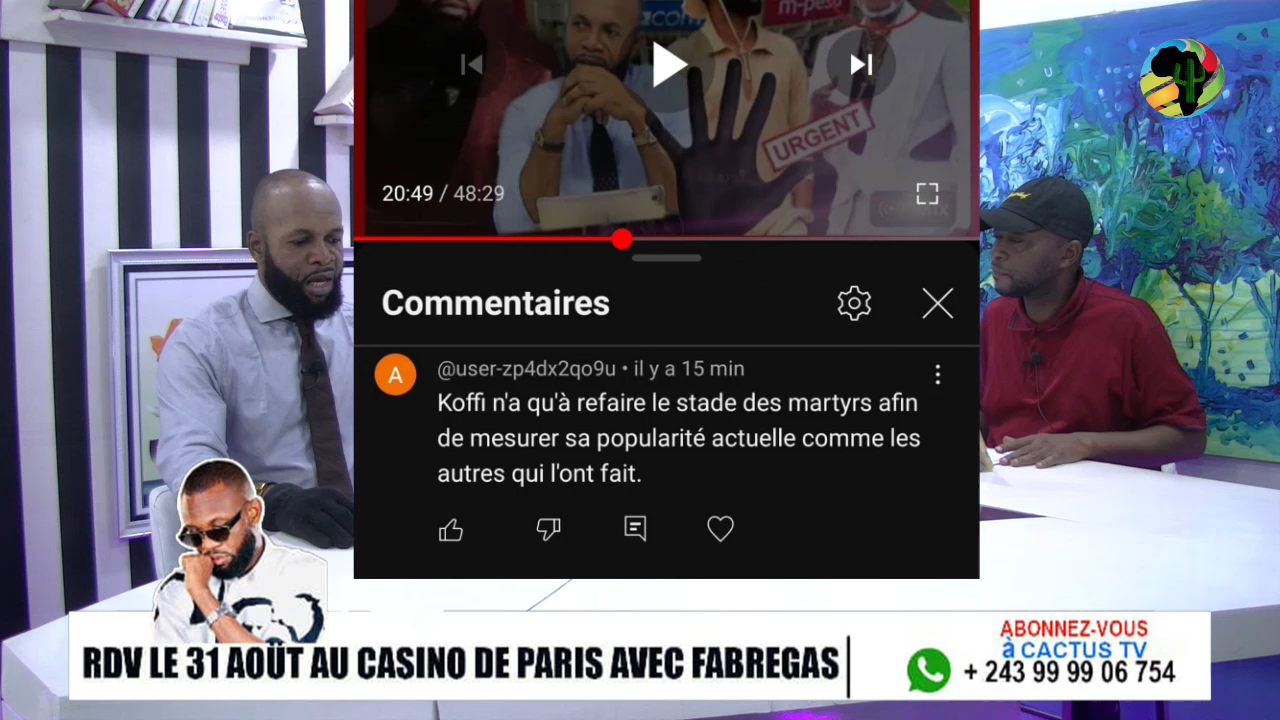 .com
m-pesa
URGENT
20:49 / 48:29
Commentaires
A
@user-zp4dx2qo9u • il y a 15 min
Koffi n'a qu'à refaire le stade des martyrs afin
de mesurer sa popularité actuelle comme les
autres qui l'ont fait.
RDV LE 31 AOÜT AU CASINO DE PARIS AVEC FABREGAS
ABONNEZ-VOUS
à CACTUS TV
+ 243 99 99 06 754